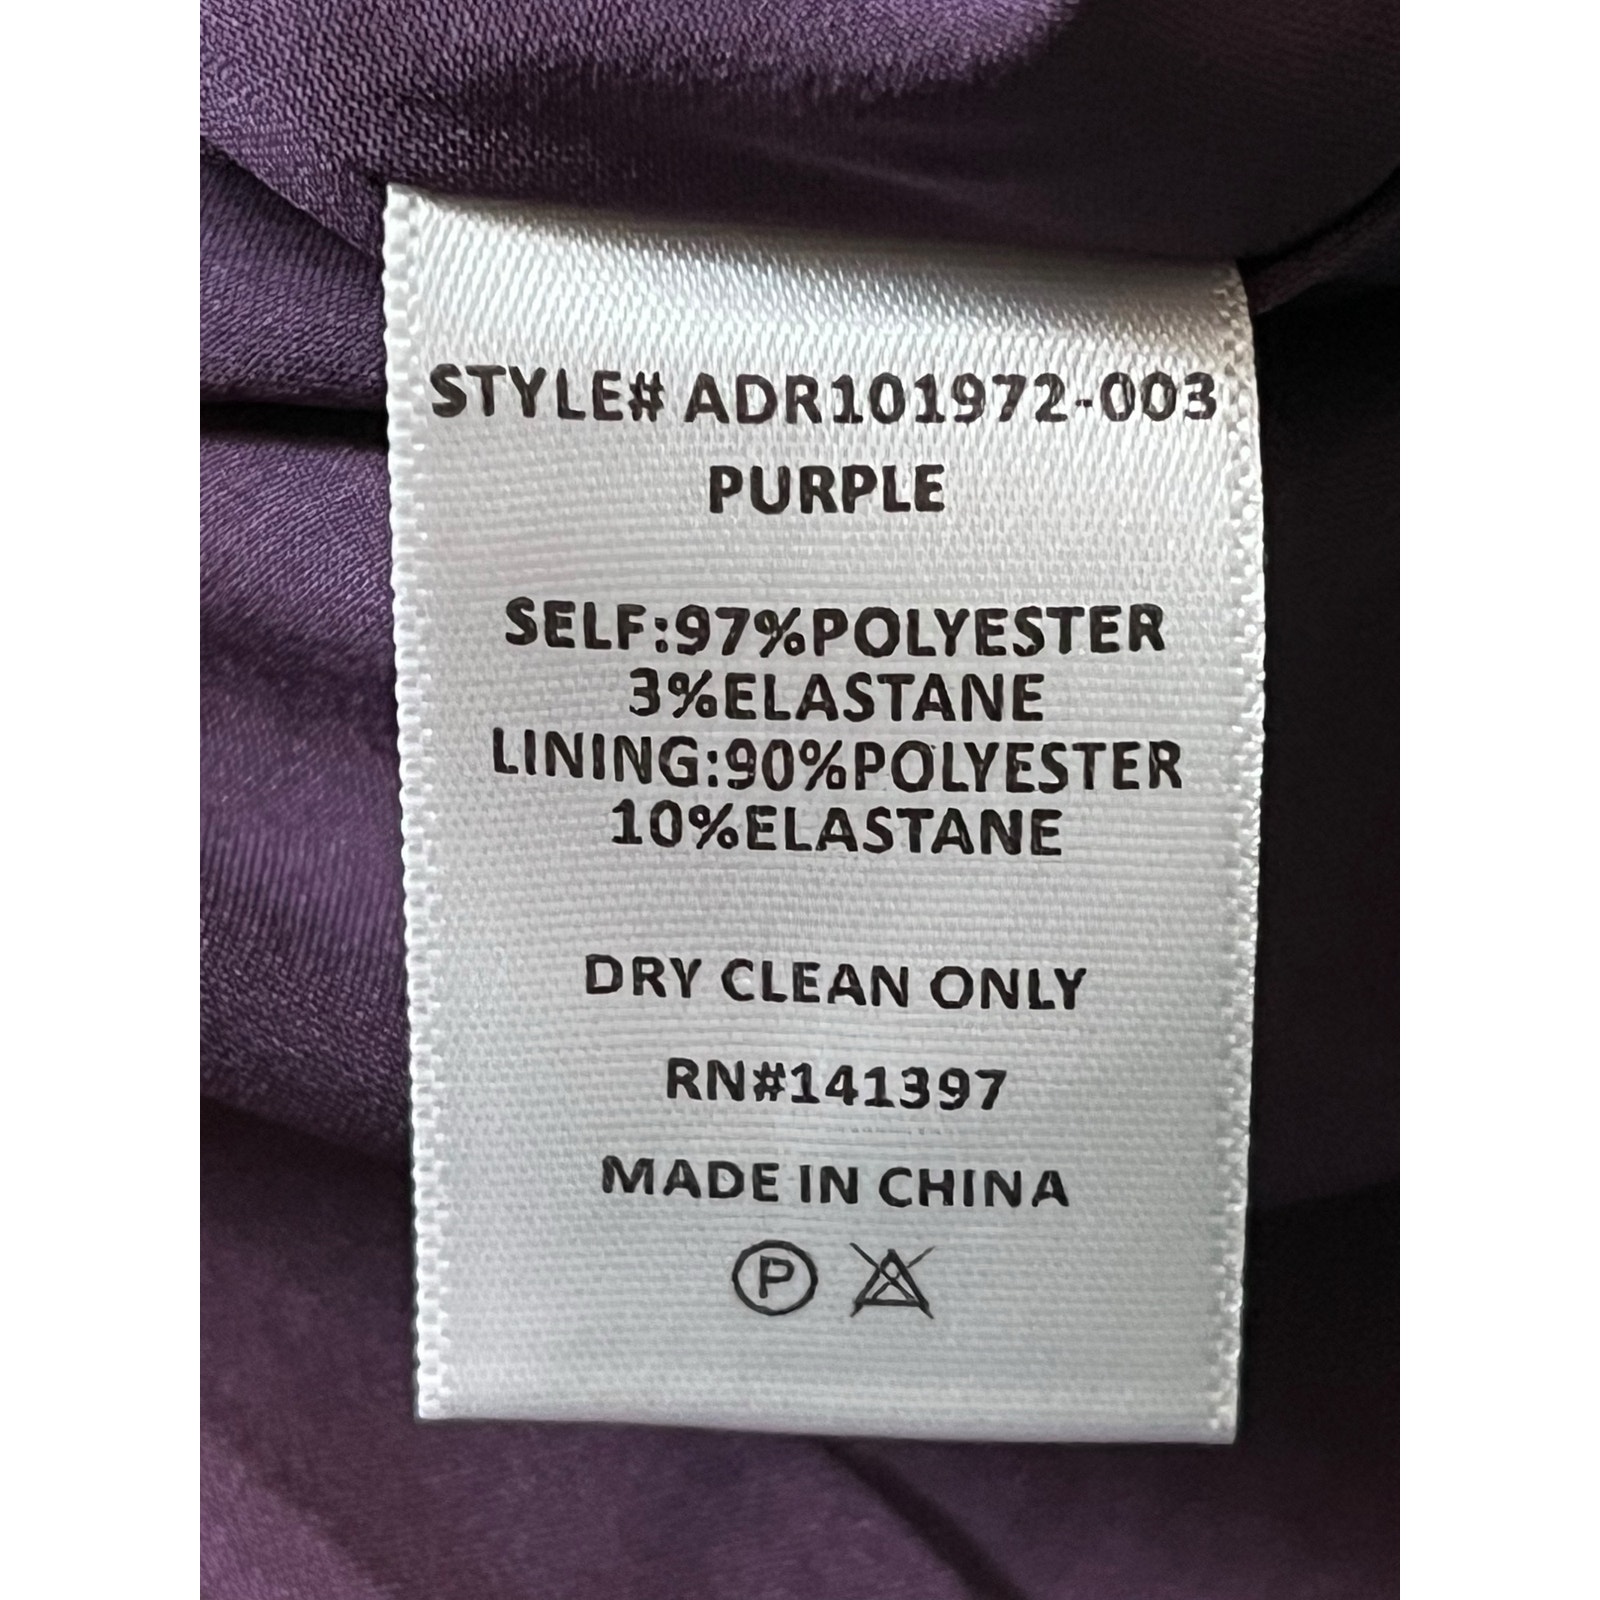 STYLE# ADR101972-003
PURPLE
SELF:97%POLYESTER
3%ELASTANE
LINING:90%POLYESTER
10%ELASTANE
DRY CLEAN ONLY
RN#141397
MADE IN CHINA
P